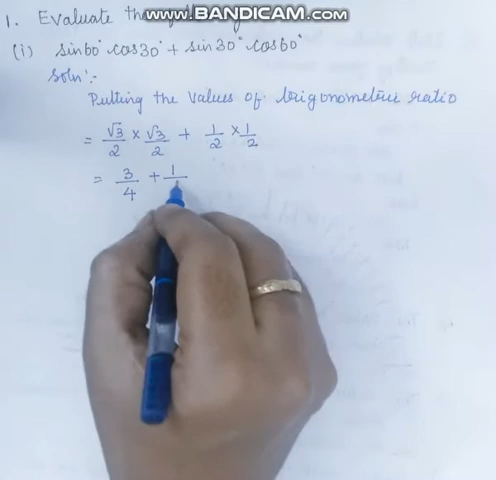 www.BANDICAM.com
1. Evaluate the
(i) sin60° cos30° + sin30° cos60°
Soln:-
Putting the values of trigonometric ratio
= √3/2 × √3/2 + 1/2 × 1/2
= 3/4 + 1/